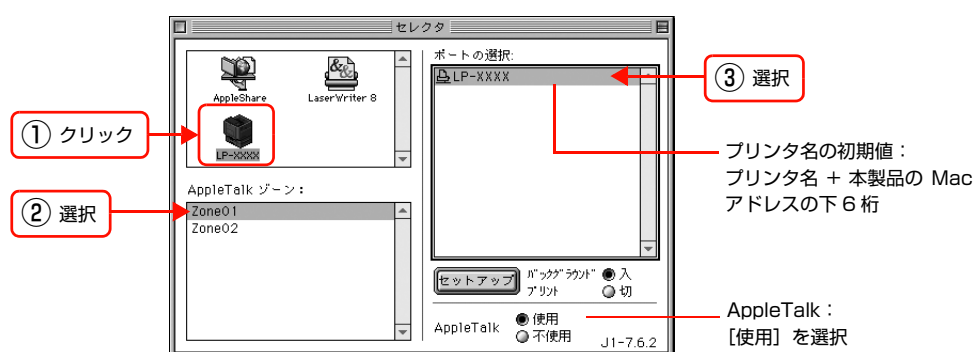 セレクタ
AppleShare
LaserWriter 8
LP-XXXX
① クリック
AppleTalk ゾーン：
② 選択
Zone01
Zone02
ポートの選択:
LP-XXXX
③ 選択
プリンタ名の初期値：
プリンタ名 + 本製品の Mac
アドレスの下 6 桁
セットアップ
ﾊﾞｯｸｸﾞﾗｳﾝﾄﾞ
ﾌﾟﾘﾝﾄ
入
切
AppleTalk
使用
不使用
J1-7.6.2
AppleTalk：
［使用］を選択